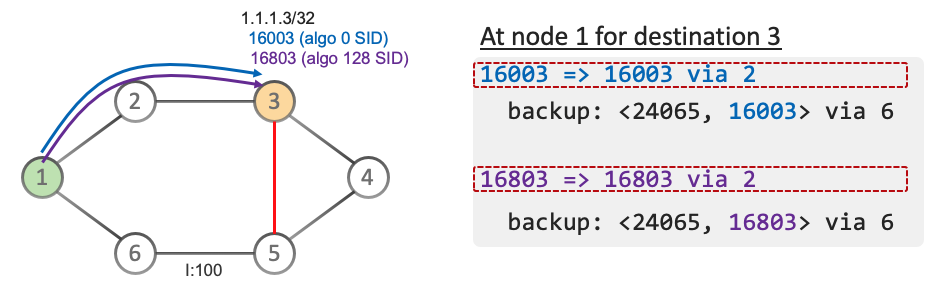 1.1.1.3/32
16003 (algo 0 SID)
16803 (algo 128 SID)
2
3
1
4
6
5
I:100
At node 1 for destination 3
16003 => 16003 via 2
backup: <24065, 16003> via 6
16803 => 16803 via 2
backup: <24065, 16803> via 6